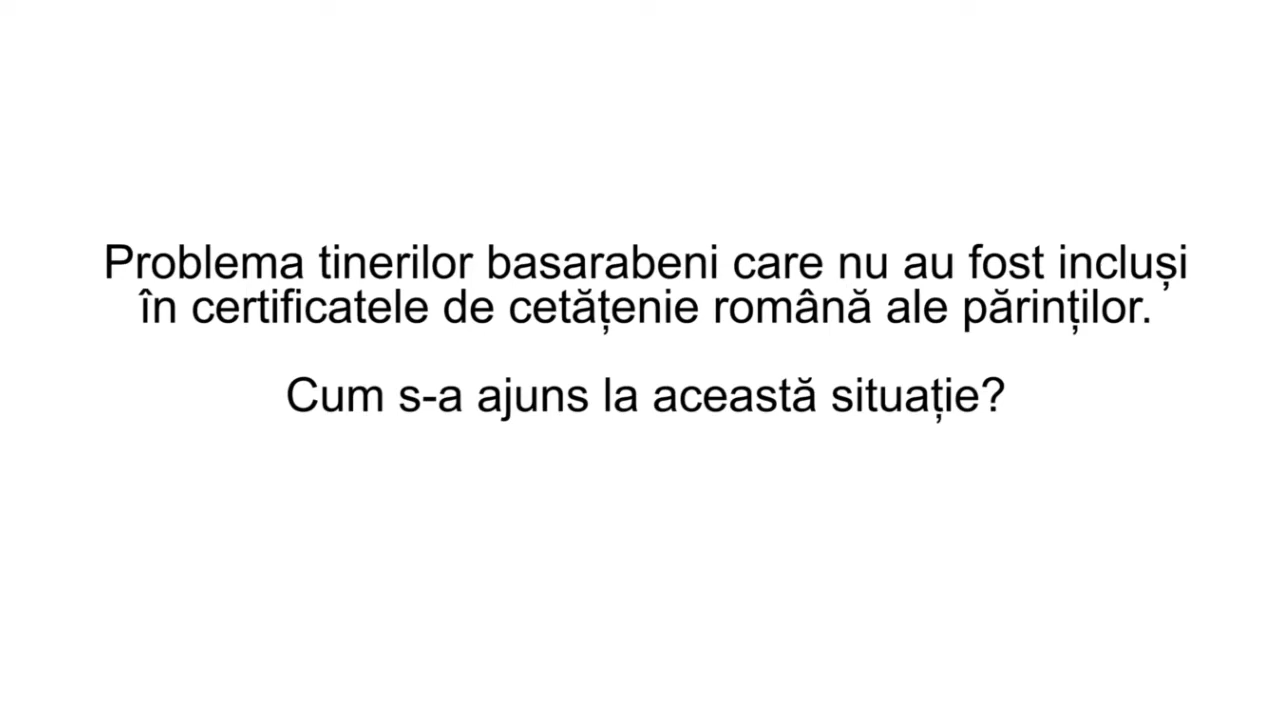 Problema tinerilor basarabeni care nu au fost incluși
în certificatele de cetățenie română ale părinților.
Cum s-a ajuns la această situație?